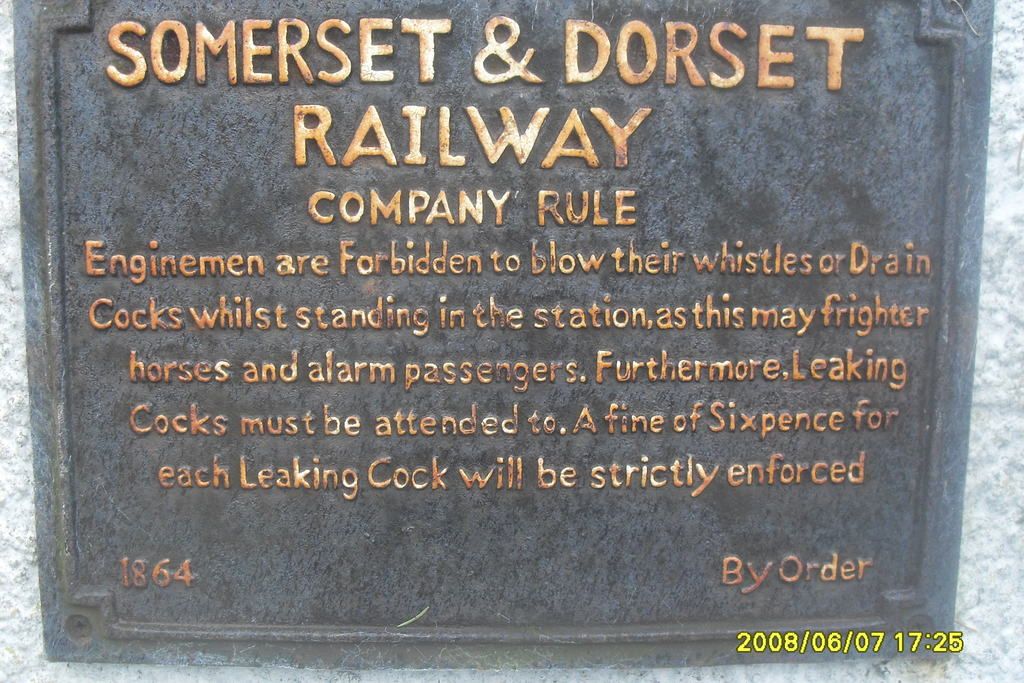 SOMERSET & DORSET
RAILWAY
COMPANY RULE
Enginemen are Forbidden to blow their whistles or Drain
Cocks whilst standing in the station, as this may frighter
horses and alarm passengers. Furthermore, Leaking
Cocks must be attended to. A fine of Sixpence for
each Leaking Cock will be strictly enforced
1864 By Order
2008/06/07 17:25